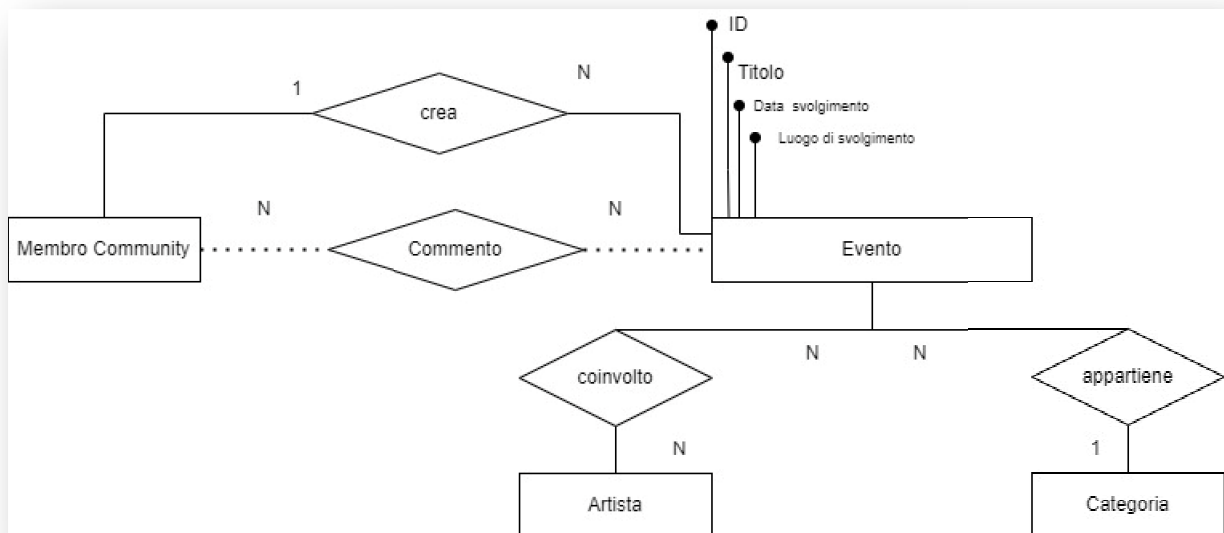 ID
Titolo
Data svolgimento
Luogo di svolgimento
1
N
crea
Membro Community
N
Commento
N
Evento
N
N
coinvolto
appartiene
N
1
Artista
Categoria